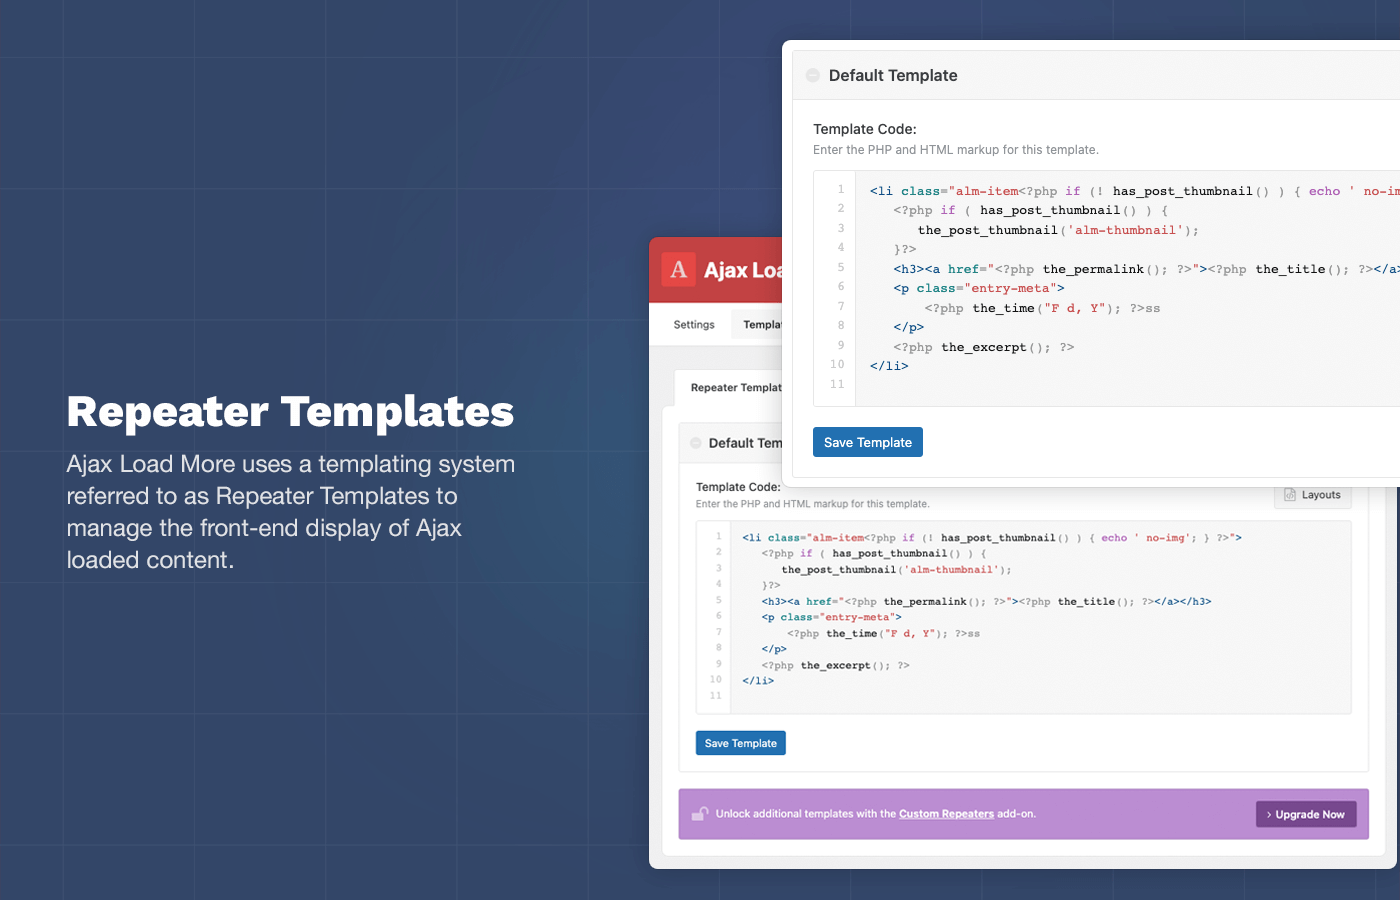 Repeater Templates
Ajax Load More uses a templating system
referred to as Repeater Templates to
manage the front-end display of Ajax
loaded content.
Default Template
Template Code:
Enter the PHP and HTML markup for this template.
1 <li class="alm-item<?php if (! has_post_thumbnail() ) { echo ' no-im
2 <?php if ( has_post_thumbnail() ) {
3 the_post_thumbnail('alm-thumbnail');
4 }?>
5 <h3><a href="<?php the_permalink(); ?>"><?php the_title(); ?></a>
6 <p class="entry-meta">
7 <?php the_time("F d, Y"); ?>ss
8 </p>
9 <?php the_excerpt(); ?>
10 </li>
11
Save Template
A Ajax Loa
Settings Templat
Repeater Templat
Default Tem
Template Code:
Enter the PHP and HTML markup for this template.
Layouts
1 <li class="alm-item<?php if (! has_post_thumbnail() ) { echo ' no-img'; } ?>">
2 <?php if ( has_post_thumbnail() ) {
3 the_post_thumbnail('alm-thumbnail');
4 }?>
5 <h3><a href="<?php the_permalink(); ?>"><?php the_title(); ?></a></h3>
6 <p class="entry-meta">
7 <?php the_time("F d, Y"); ?>ss
8 </p>
9 <?php the_excerpt(); ?>
10 </li>
11
Save Template
Unlock additional templates with the Custom Repeaters add-on.
› Upgrade Now